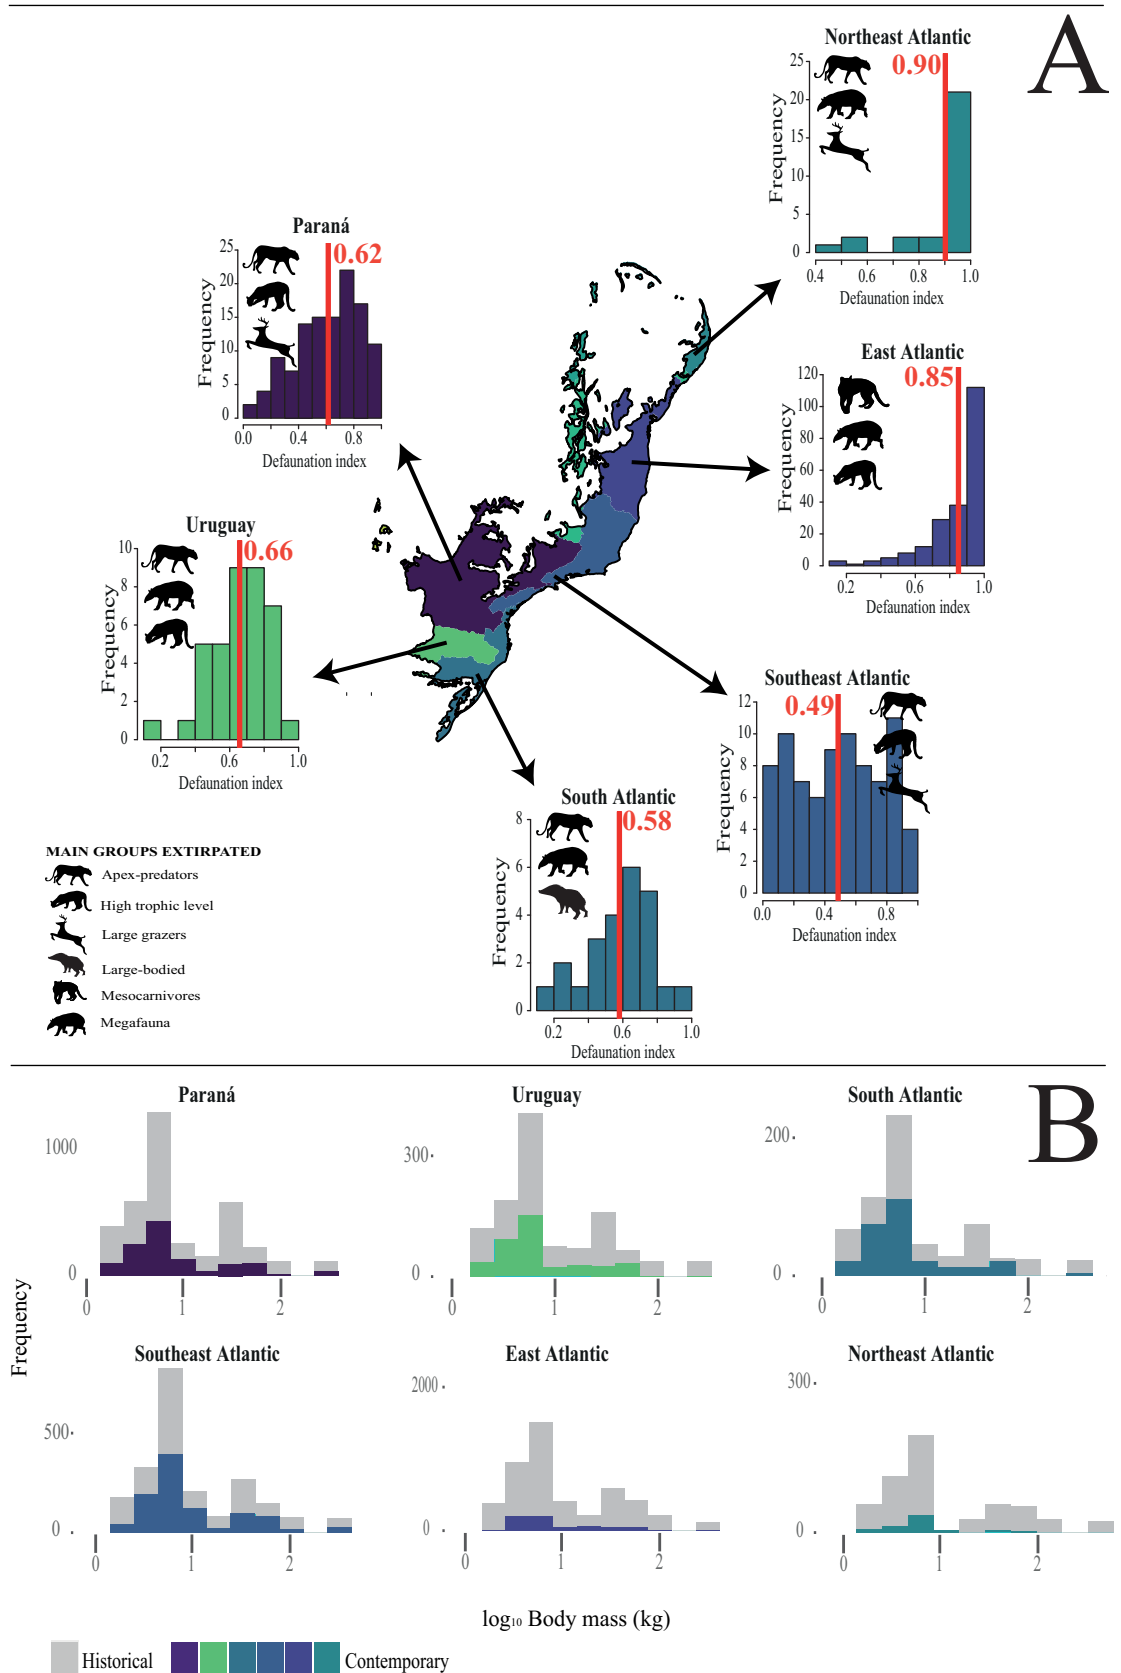 A
Northeast Atlantic
0.90
Frequency
25
20
15
10
5
0
0.4
0.6
0.8
1.0
Defaunation index
Paraná
0.62
Frequency
25
20
15
10
5
0
0.0
0.4
0.8
Defaunation index
East Atlantic
0.85
Frequency
120
100
80
60
40
20
0
0.2
0.6
1.0
Defaunation index
Uruguay
0.66
Frequency
10
8
6
4
2
0
0.2
0.6
1.0
Defaunation index
Southeast Atlantic
0.49
Frequency
12
10
8
6
4
2
0
0.0
0.4
0.8
Defaunation index
South Atlantic
0.58
Frequency
8
6
4
2
0
0.2
0.6
1.0
Defaunation index
MAIN GROUPS EXTIRPATED
Apex-predators
High trophic level
Large grazers
Large-bodied
Mesocarnivores
Megafauna
B
Paraná
1000
0
0
1
2
Uruguay
300
0
0
1
2
South Atlantic
200
0
0
1
2
Frequency
Southeast Atlantic
500
0
0
1
2
East Atlantic
2000
0
0
1
2
Northeast Atlantic
300
0
0
1
2
log₁₀ Body mass (kg)
Historical
Contemporary